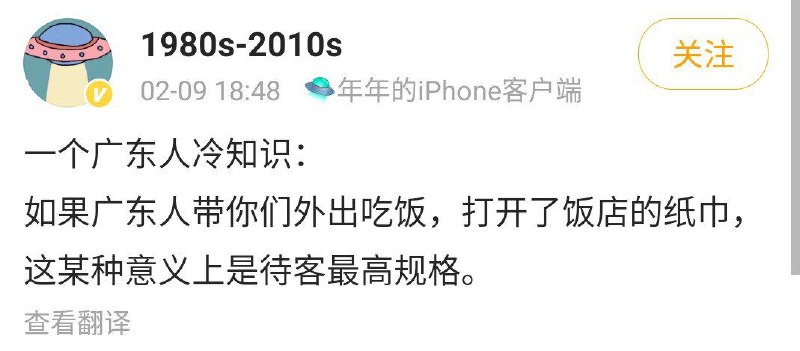 1980s-2010s
关注
02-09 18:48 🛸年年的iPhone客户端
一个广东人冷知识：
如果广东人带你们外出吃饭，打开了饭店的纸巾，
这某种意义上是待客最高规格。
查看翻译